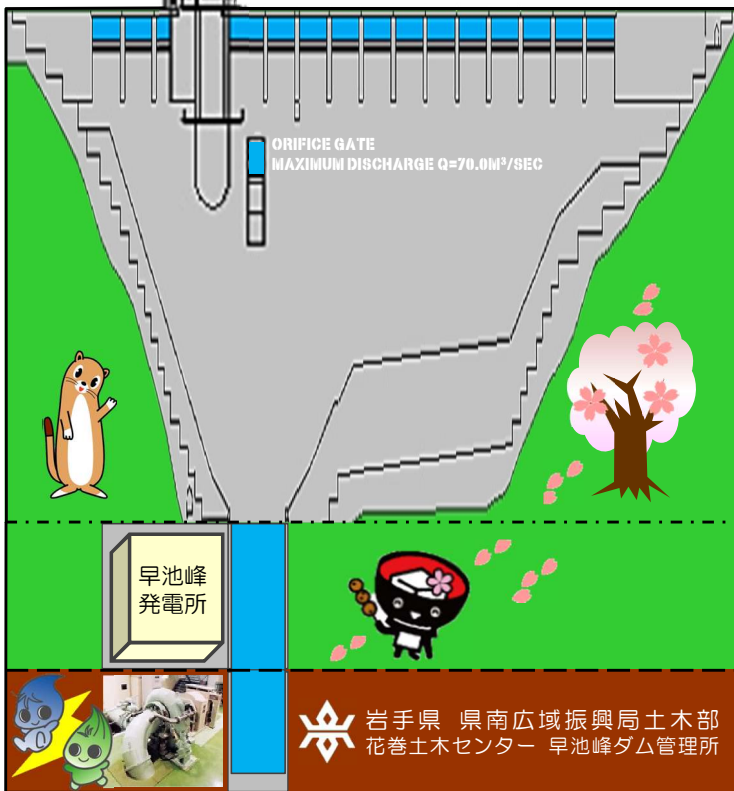 ORIFICE GATE
MAXIMUM DISCHARGE Q=70.0M³/SEC
早池峰
発電所
岩手県 県南広域振興局土木部
花巻土木センター 早池峰ダム管理所